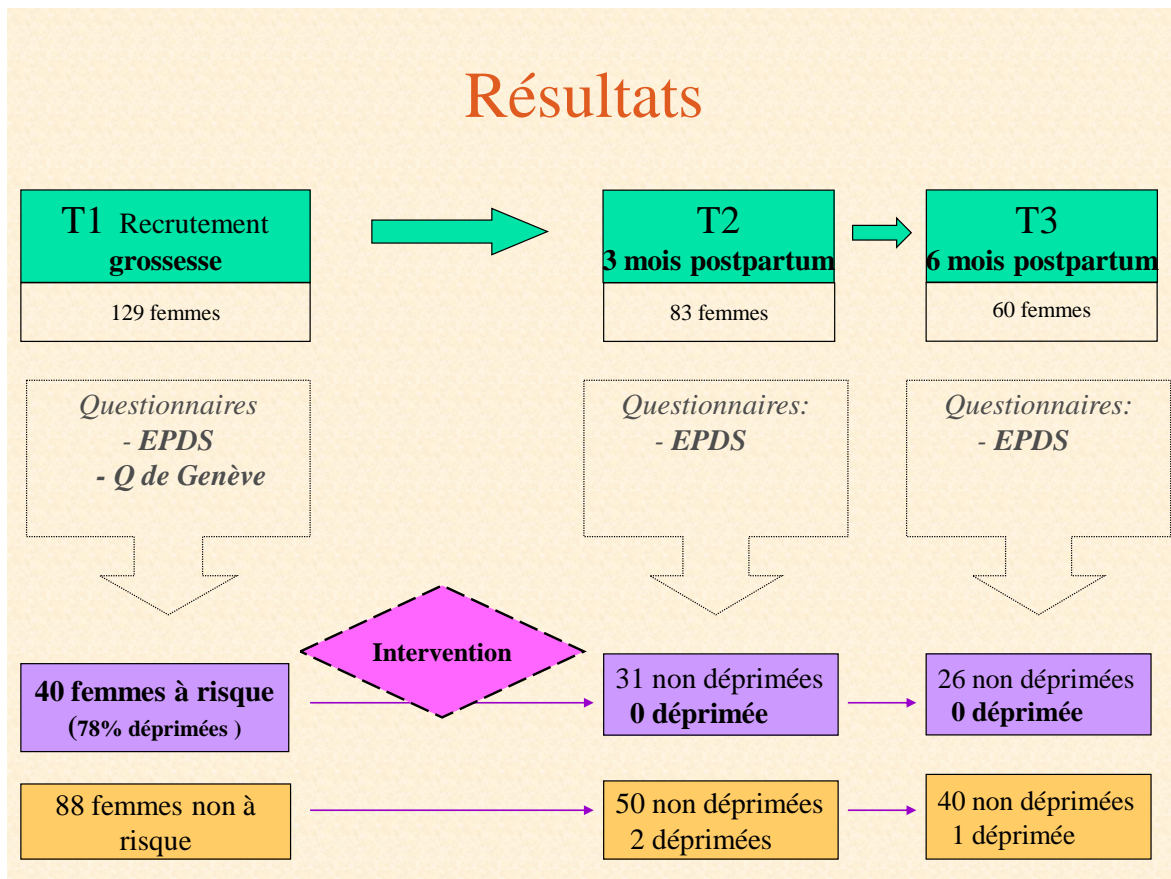 Résultats
T1 Recrutement
grossesse
129 femmes
T2
3 mois postpartum
83 femmes
T3
6 mois postpartum
60 femmes
Questionnaires
- EPDS
- Q de Genève
Questionnaires:
- EPDS
Questionnaires:
- EPDS
Intervention
40 femmes à risque
(78% déprimées )
31 non déprimées
0 déprimée
26 non déprimées
0 déprimée
88 femmes non à
risque
50 non déprimées
2 déprimées
40 non déprimées
1 déprimée